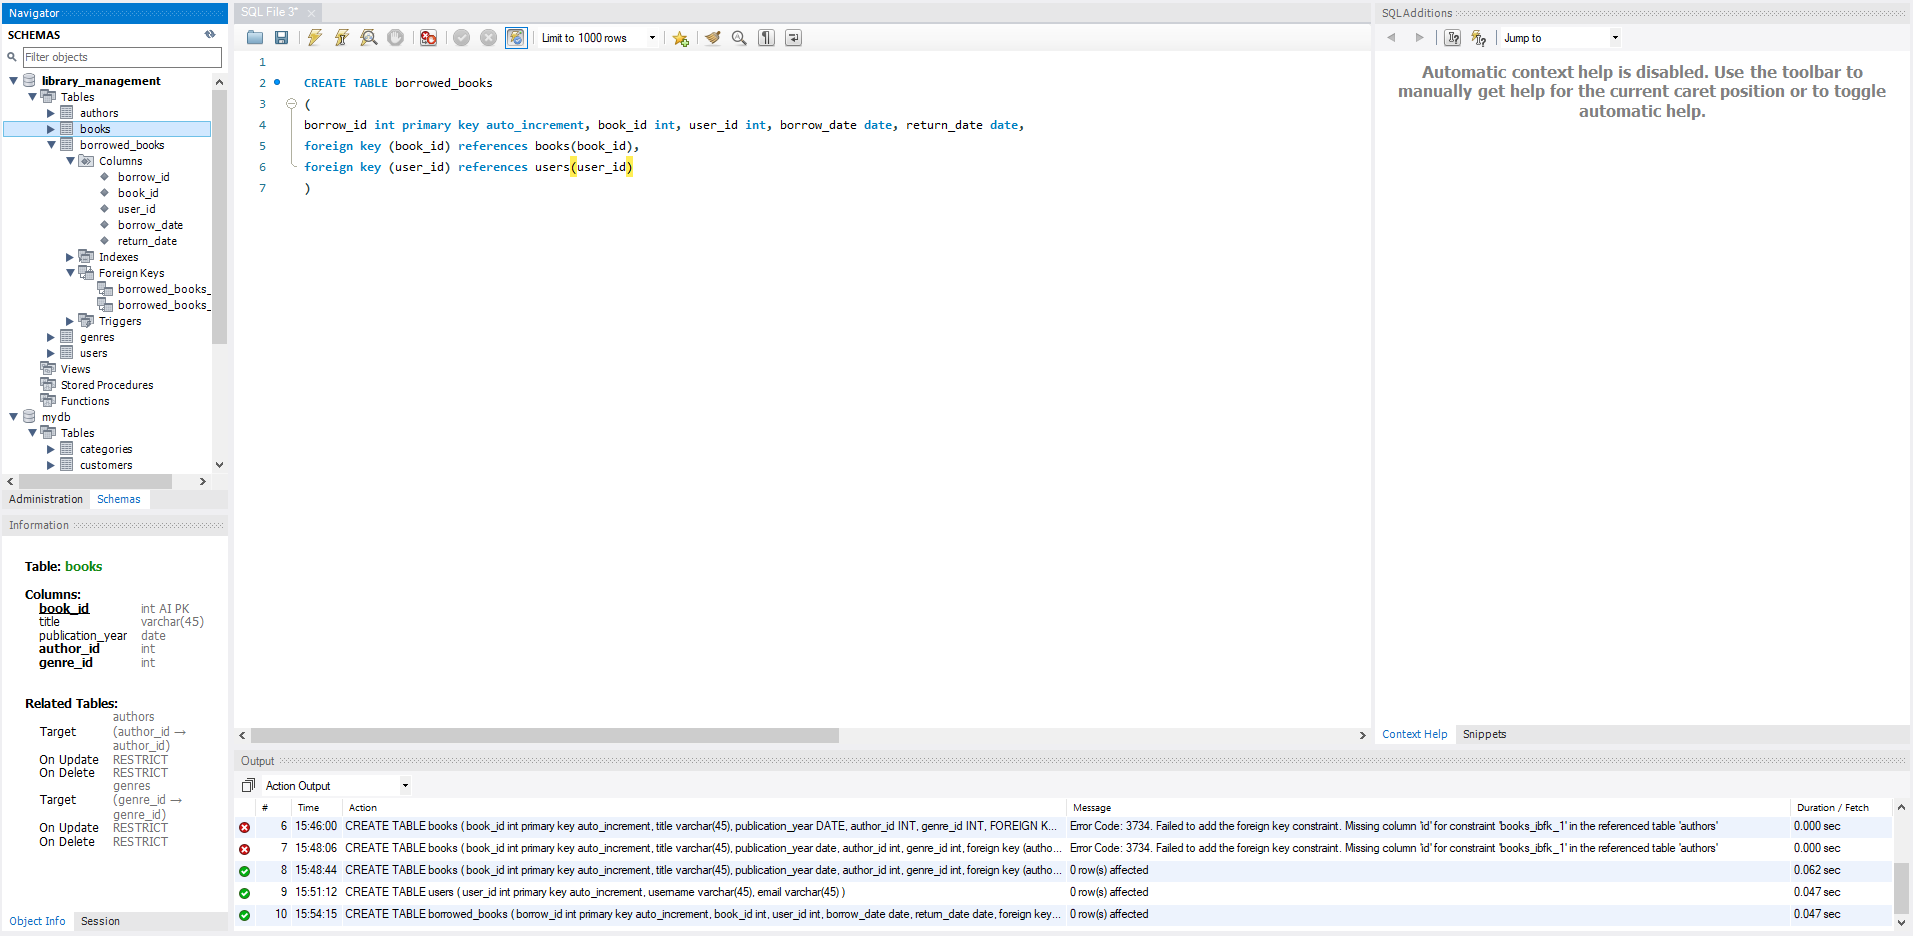 Navigator
SCHEMAS
Filter objects
library_management
Tables
authors
books
borrowed_books
Columns
borrow_id
book_id
user_id
borrow_date
return_date
Indexes
Foreign Keys
borrowed_books_
borrowed_books_
Triggers
genres
users
Views
Stored Procedures
Functions
mydb
Tables
categories
customers
Administration Schemas
Information
Table: books
Columns:
book_id int AI PK
title varchar(45)
publication_year date
author_id int
genre_id int
Related Tables:
authors
Target (author_id →
author_id)
On Update RESTRICT
On Delete RESTRICT
genres
Target (genre_id →
genre_id)
On Update RESTRICT
On Delete RESTRICT
Object Info Session
SQL File 3*
Limit to 1000 rows
1
2 CREATE TABLE borrowed_books
3 (
4 borrow_id int primary key auto_increment, book_id int, user_id int, borrow_date date, return_date date,
5 foreign key (book_id) references books(book_id),
6 foreign key (user_id) references users(user_id)
7 )
SQLAdditions
Jump to
Automatic context help is disabled. Use the toolbar to
manually get help for the current caret position or to toggle
automatic help.
Context Help Snippets
Output
Action Output
# Time Action Message Duration / Fetch
6 15:46:00 CREATE TABLE books ( book_id int primary key auto_increment, title varchar(45), publication_year DATE, author_id INT, genre_id INT, FOREIGN K... Error Code: 3734. Failed to add the foreign key constraint. Missing column 'id' for constraint 'books_ibfk_1' in the referenced table 'authors' 0.000 sec
7 15:48:06 CREATE TABLE books ( book_id int primary key auto_increment, title varchar(45), publication_year date, author_id int, genre_id int, foreign key (autho... Error Code: 3734. Failed to add the foreign key constraint. Missing column 'id' for constraint 'books_ibfk_1' in the referenced table 'authors' 0.000 sec
8 15:48:44 CREATE TABLE books ( book_id int primary key auto_increment, title varchar(45), publication_year date, author_id int, genre_id int, foreign key (autho... 0 row(s) affected 0.062 sec
9 15:51:12 CREATE TABLE users ( user_id int primary key auto_increment, username varchar(45), email varchar(45) ) 0 row(s) affected 0.047 sec
10 15:54:15 CREATE TABLE borrowed_books ( borrow_id int primary key auto_increment, book_id int, user_id int, borrow_date date, return_date date, foreign key... 0 row(s) affected 0.047 sec